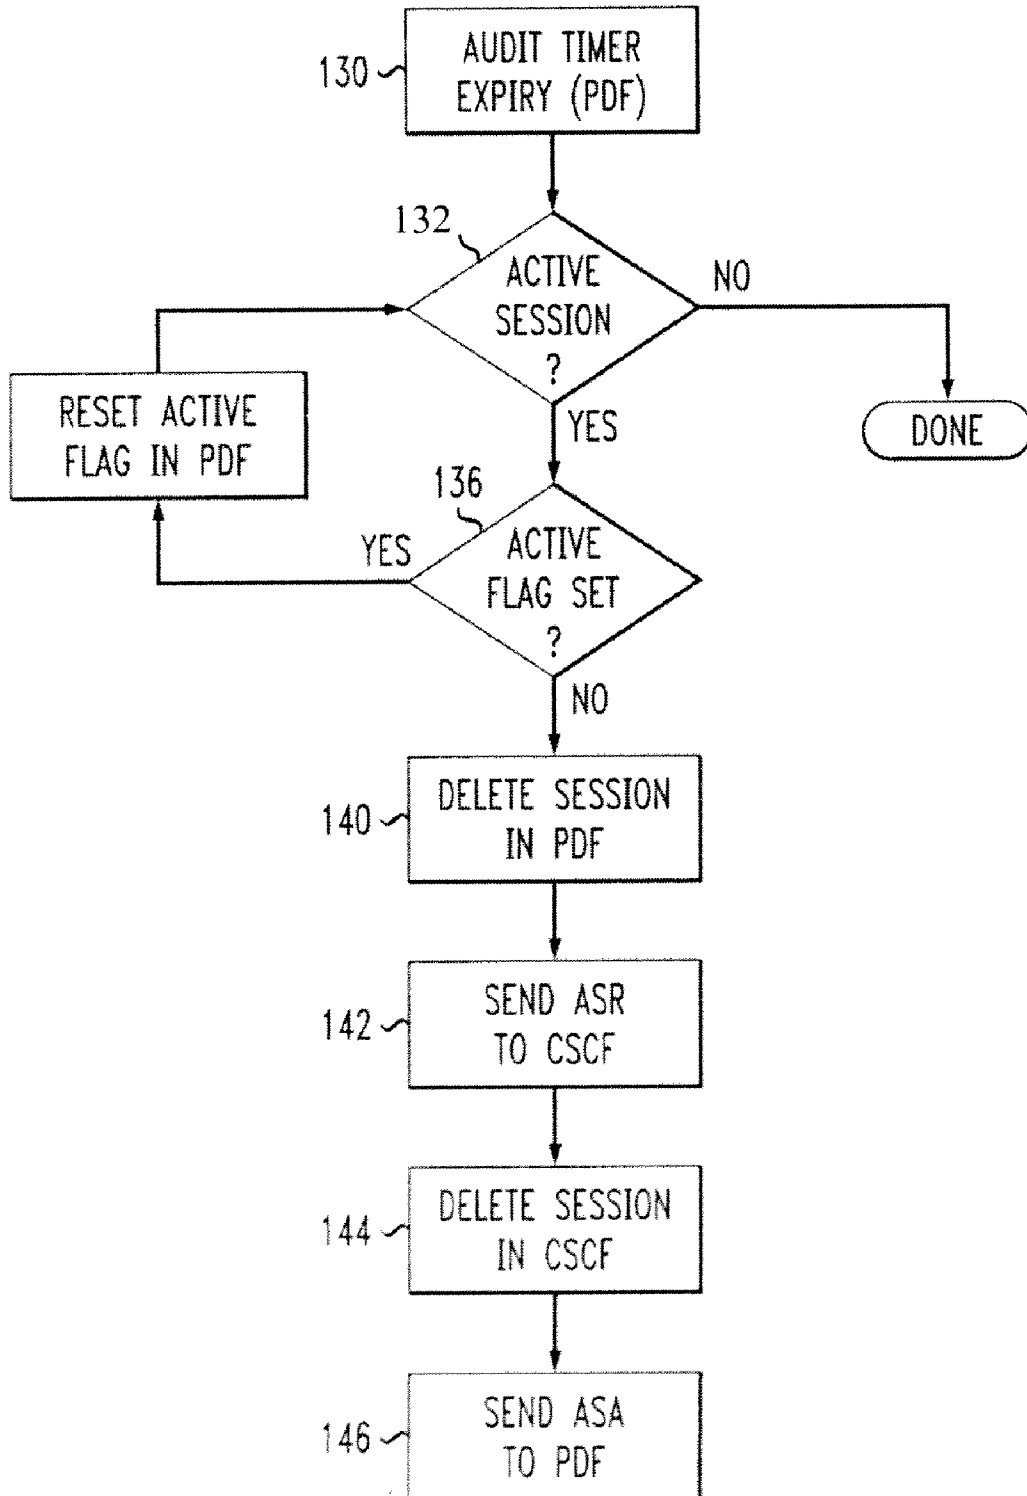 AUDIT TIMER
EXPIRY (PDF)
130
132
ACTIVE
SESSION
?
NO
YES
DONE
RESET ACTIVE
FLAG IN PDF
136
YES
ACTIVE
FLAG SET
?
NO
140
DELETE SESSION
IN PDF
142
SEND ASR
TO CSCF
144
DELETE SESSION
IN CSCF
146
SEND ASA
TO PDF